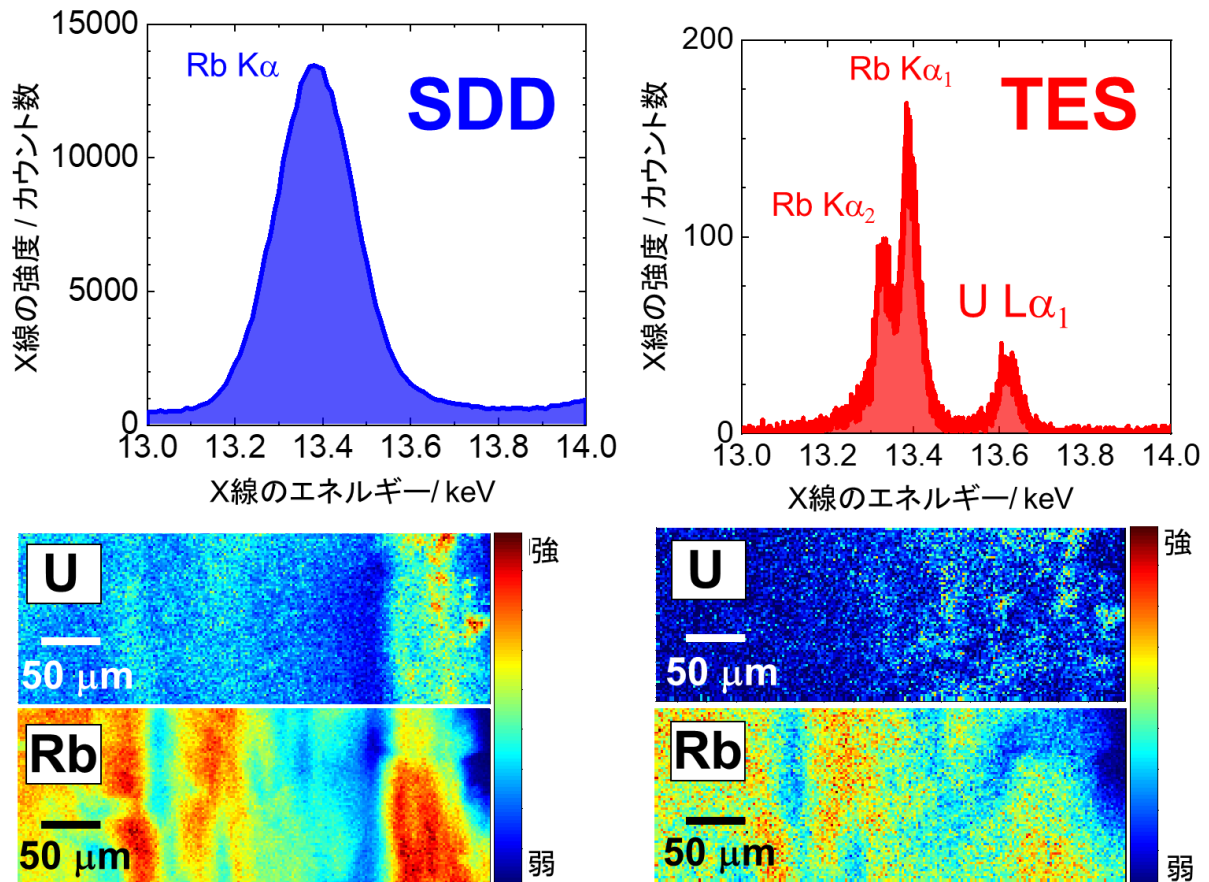 X線の強度 / カウント数
15000
10000
5000
0
Rb Kα
SDD
13.0 13.2 13.4 13.6 13.8 14.0
X線のエネルギー/ keV
X線の強度 / カウント数
200
100
0
Rb Kα1
Rb Kα2
TES
U Lα1
13.0 13.2 13.4 13.6 13.8 14.0
X線のエネルギー/ keV
U
50 μm
Rb
50 μm
強
弱
U
50 μm
Rb
50 μm
強
弱